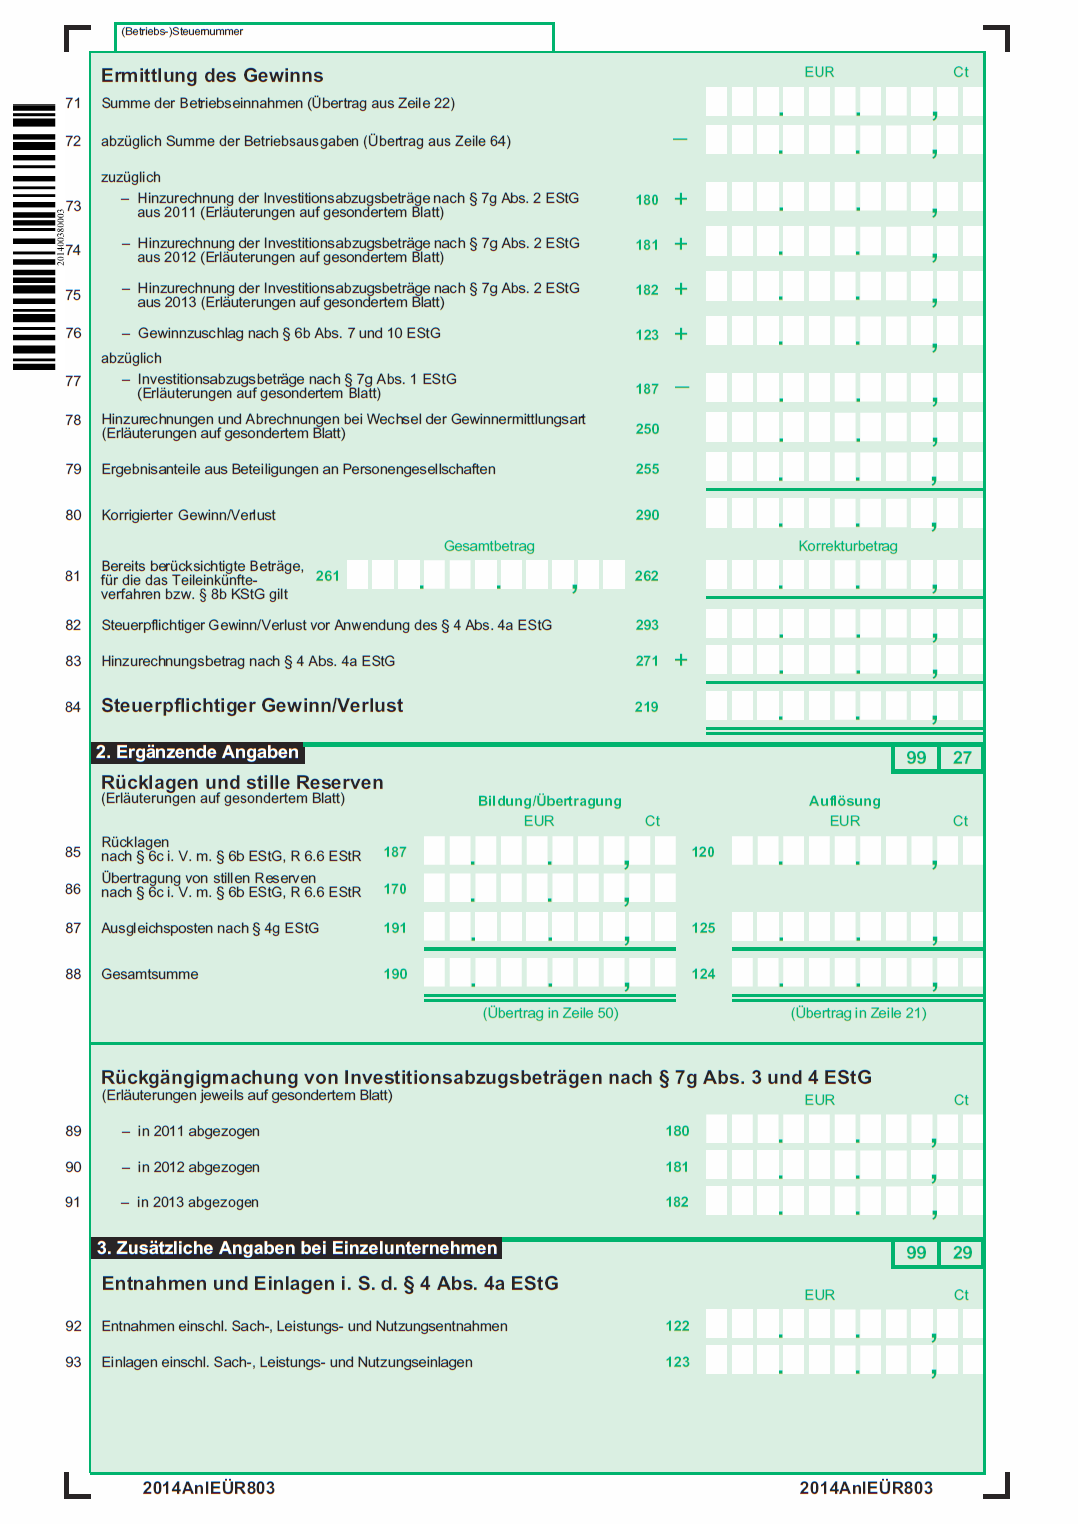 (Betriebs-)Steuernummer
Ermittlung des Gewinns EUR Ct
71 Summe der Betriebseinnahmen (Übertrag aus Zeile 22)
72 abzüglich Summe der Betriebsausgaben (Übertrag aus Zeile 64) –
zuzüglich
73 – Hinzurechnung der Investitionsabzugsbeträge nach § 7g Abs. 2 EStG 180 +
aus 2011 (Erläuterungen auf gesondertem Blatt)
74 – Hinzurechnung der Investitionsabzugsbeträge nach § 7g Abs. 2 EStG 181 +
aus 2012 (Erläuterungen auf gesondertem Blatt)
75 – Hinzurechnung der Investitionsabzugsbeträge nach § 7g Abs. 2 EStG 182 +
aus 2013 (Erläuterungen auf gesondertem Blatt)
76 – Gewinnzuschlag nach § 6b Abs. 7 und 10 EStG 123 +
abzüglich
77 – Investitionsabzugsbeträge nach § 7g Abs. 1 EStG 187 –
(Erläuterungen auf gesondertem Blatt)
78 Hinzurechnungen und Abrechnungen bei Wechsel der Gewinnermittlungsart
(Erläuterungen auf gesondertem Blatt) 250
79 Ergebnisanteile aus Beteiligungen an Personengesellschaften 255
80 Korrigierter Gewinn/Verlust 290
Gesamtbetrag Korrekturbetrag
Bereits berücksichtigte Beträge,
81 für die das Teileinkünfte- 261 262
verfahren bzw. § 8b KStG gilt
82 Steuerpflichtiger Gewinn/Verlust vor Anwendung des § 4 Abs. 4a EStG 293
83 Hinzurechnungsbetrag nach § 4 Abs. 4a EStG 271 +
84 Steuerpflichtiger Gewinn/Verlust 219
2. Ergänzende Angaben 99 27
Rücklagen und stille Reserven
(Erläuterungen auf gesondertem Blatt) Bildung/Übertragung Auflösung
EUR Ct EUR Ct
Rücklagen
85 nach § 6c i. V. m. § 6b EStG, R 6.6 EStR 187 120
Übertragung von stillen Reserven
86 nach § 6c i. V. m. § 6b EStG, R 6.6 EStR 170
87 Ausgleichsposten nach § 4g EStG 191 125
88 Gesamtsumme 190 124
(Übertrag in Zeile 50) (Übertrag in Zeile 21)
Rückgängigmachung von Investitionsabzugsbeträgen nach § 7g Abs. 3 und 4 EStG
(Erläuterungen jeweils auf gesondertem Blatt) EUR Ct
89 – in 2011 abgezogen 180
90 – in 2012 abgezogen 181
91 – in 2013 abgezogen 182
3. Zusätzliche Angaben bei Einzelunternehmen 99 29
Entnahmen und Einlagen i. S. d. § 4 Abs. 4a EStG
EUR Ct
92 Entnahmen einschl. Sach-, Leistungs- und Nutzungsentnahmen 122
93 Einlagen einschl. Sach-, Leistungs- und Nutzungseinlagen 123
2014AnlEÜR803 2014AnlEÜR803
201400380003